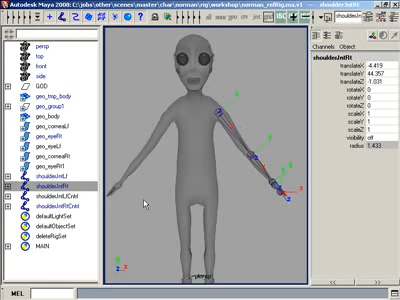 Autodesk Maya 2008: C:\jobs\other\scenes\master\char\norman\rig\workshop\norman_refRig.ma.v1 --- shoulderJntRt
shoulderJntRt
persp
top
front
side
GOD
geo_tmp_body
geo_group1
geo_body
geo_corneaLf
geo_eyeRt
geo_eyeLf
geo_corneaRt
geo_eyeRt1
shoulderJntLf
shoulderJntRt
shoulderJntLfCntrl
shoulderJntRtCntrl
defaultLightSet
defaultObjectSet
deleteRigSet
MAIN
Channels Object
shoulderJntRt
translateX -4.419
translateY 44.357
translateZ -1.031
rotateX 0
rotateY 0
rotateZ 0
scaleX 1
scaleY 1
scaleZ 1
visibility off
radius 1.433
persp
MEL